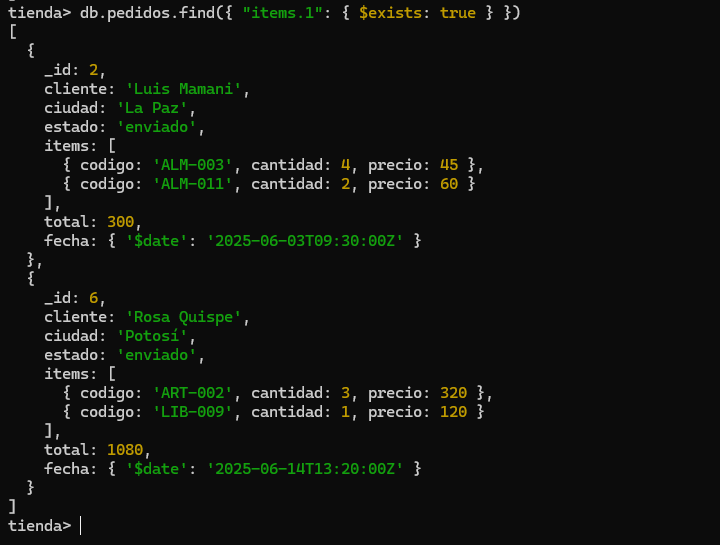 tienda> db.pedidos.find({ "items.1": { $exists: true } })
[
  {
    _id: 2,
    cliente: 'Luis Mamani',
    ciudad: 'La Paz',
    estado: 'enviado',
    items: [
      { codigo: 'ALM-003', cantidad: 4, precio: 45 },
      { codigo: 'ALM-011', cantidad: 2, precio: 60 }
    ],
    total: 300,
    fecha: { '$date': '2025-06-03T09:30:00Z' }
  },
  {
    _id: 6,
    cliente: 'Rosa Quispe',
    ciudad: 'Potosí',
    estado: 'enviado',
    items: [
      { codigo: 'ART-002', cantidad: 3, precio: 320 },
      { codigo: 'LIB-009', cantidad: 1, precio: 120 }
    ],
    total: 1080,
    fecha: { '$date': '2025-06-14T13:20:00Z' }
  }
]
tienda>